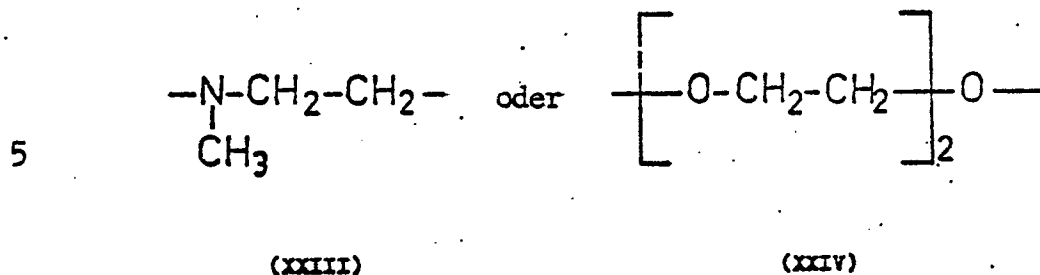 —N—CH2—CH2— oder [—O—CH2—CH2—]2 O—
5 CH3
(XXIII) (XXIV)